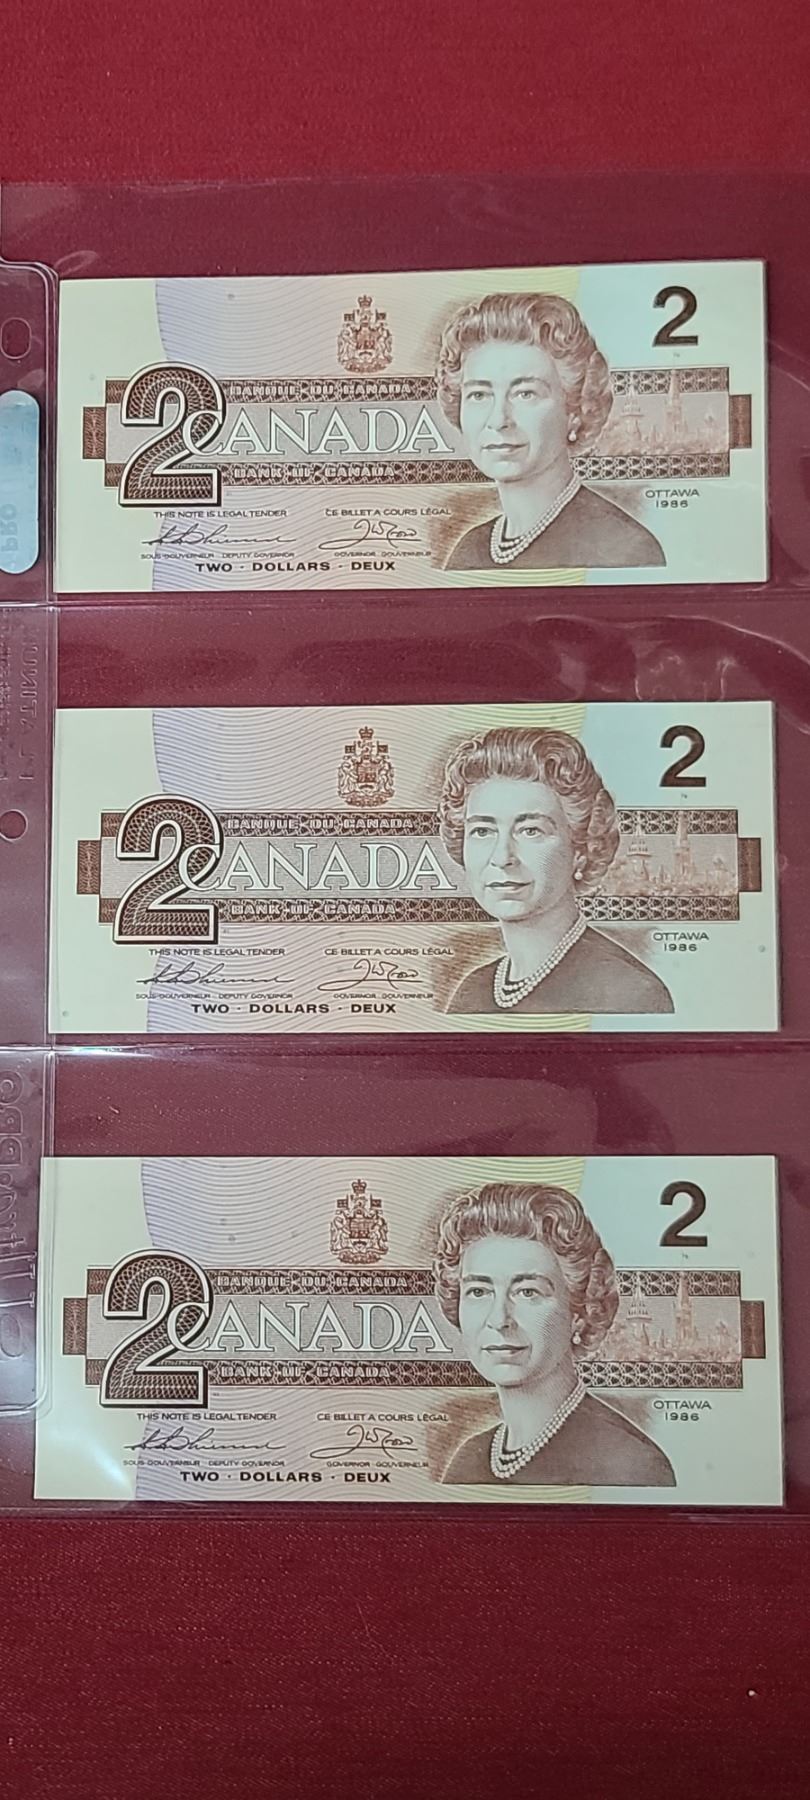 2
BANQUE·DU·CANADA
2
CANADA
BANK·OF·CANADA
OTTAWA
1986
THIS NOTE IS LEGAL TENDER CE BILLET A COURS LÉGAL
SOUS-GOUVERNEUR · DEPUTY GOVERNOR GOVERNOR · GOUVERNEUR
TWO · DOLLARS · DEUX
2
BANQUE·DU·CANADA
2
CANADA
BANK·OF·CANADA
OTTAWA
1986
THIS NOTE IS LEGAL TENDER CE BILLET A COURS LÉGAL
SOUS-GOUVERNEUR · DEPUTY GOVERNOR GOVERNOR · GOUVERNEUR
TWO · DOLLARS · DEUX
2
BANQUE·DU·CANADA
2
CANADA
BANK·OF·CANADA
OTTAWA
1986
THIS NOTE IS LEGAL TENDER CE BILLET A COURS LÉGAL
SOUS-GOUVERNEUR · DEPUTY GOVERNOR GOVERNOR · GOUVERNEUR
TWO · DOLLARS · DEUX
PRO
PLATINUM
Ultra·PRO